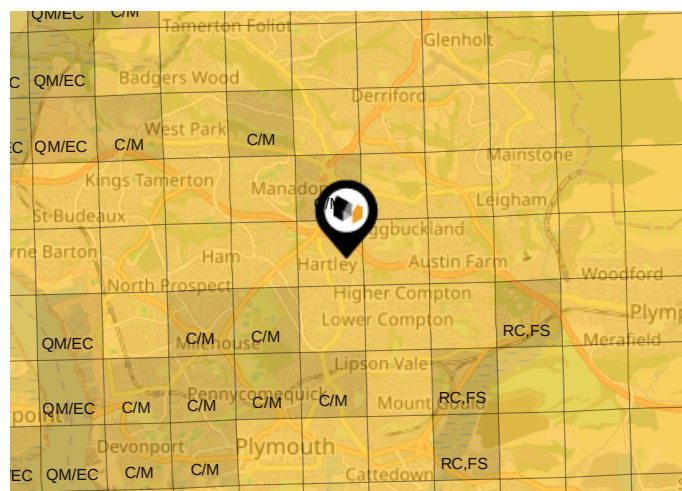 QM/EC C/M
Tamerton Foliot
Glenholt
C QM/EC Badgers Wood
Derriford
West Park
EC QM/EC C/M C/M
Mainstone
Kings Tamerton Manadon
Leigham
St Budeaux
ggbuckland
rne Barton Ham Hartley Austin Farm
Woodford
North Prospect Higher Compton
Lower Compton Plymp
QM/EC C/M C/M RC,FS
Milehouse Merafield
Lipson Vale
Pennycomequick
point QM/EC C/M C/M C/M C/M Mount Gould RC,FS
Devonport Plymouth
/EC QM/EC C/M C/M Cattedown RC,FS